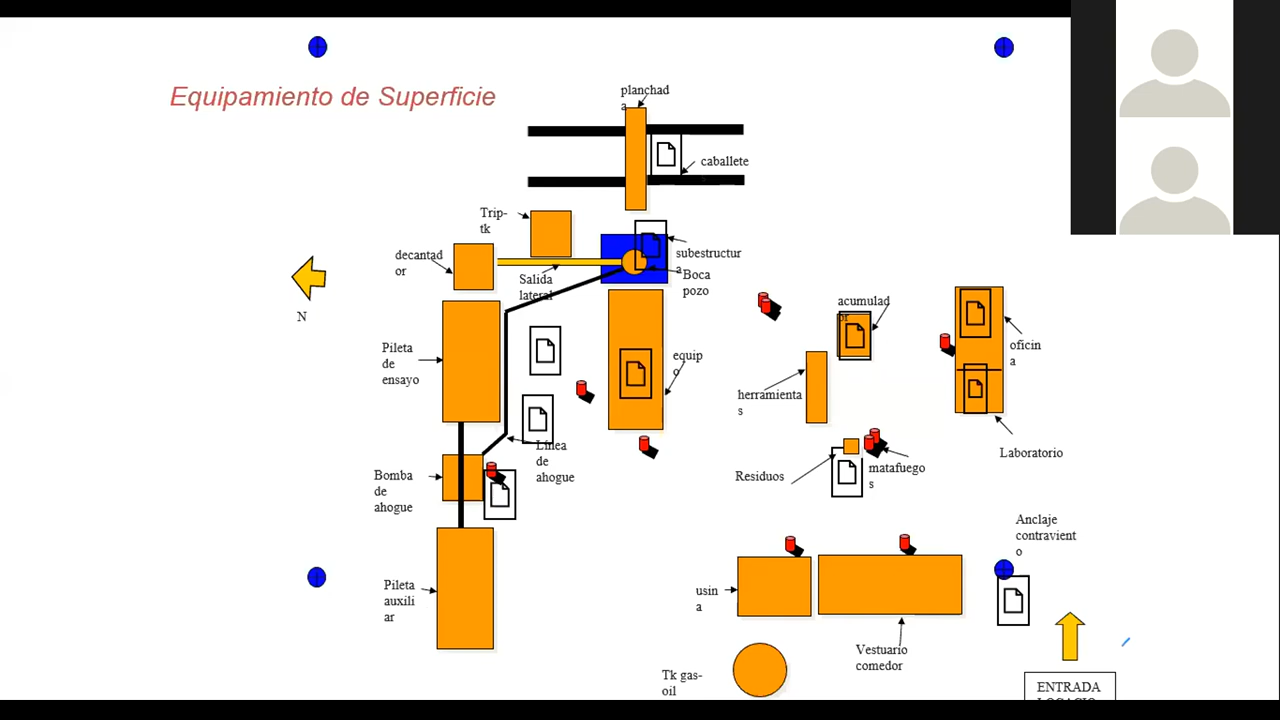 Equipamiento de Superficie
planchad
a
caballete
Trip-
tk
decantad
or
subestructur
a
Salida
lateral
Boca
pozo
N
acumulad
or
Pileta
de
ensayo
equip
o
oficin
a
herramienta
s
Línea
de
ahogue
Laboratorio
Bomba
de
ahogue
Residuos
matafuego
s
Anclaje
contravient
o
Pileta
auxili
ar
usin
a
Vestuario
comedor
Tk gas-
oil
ENTRADA
LOCACIO